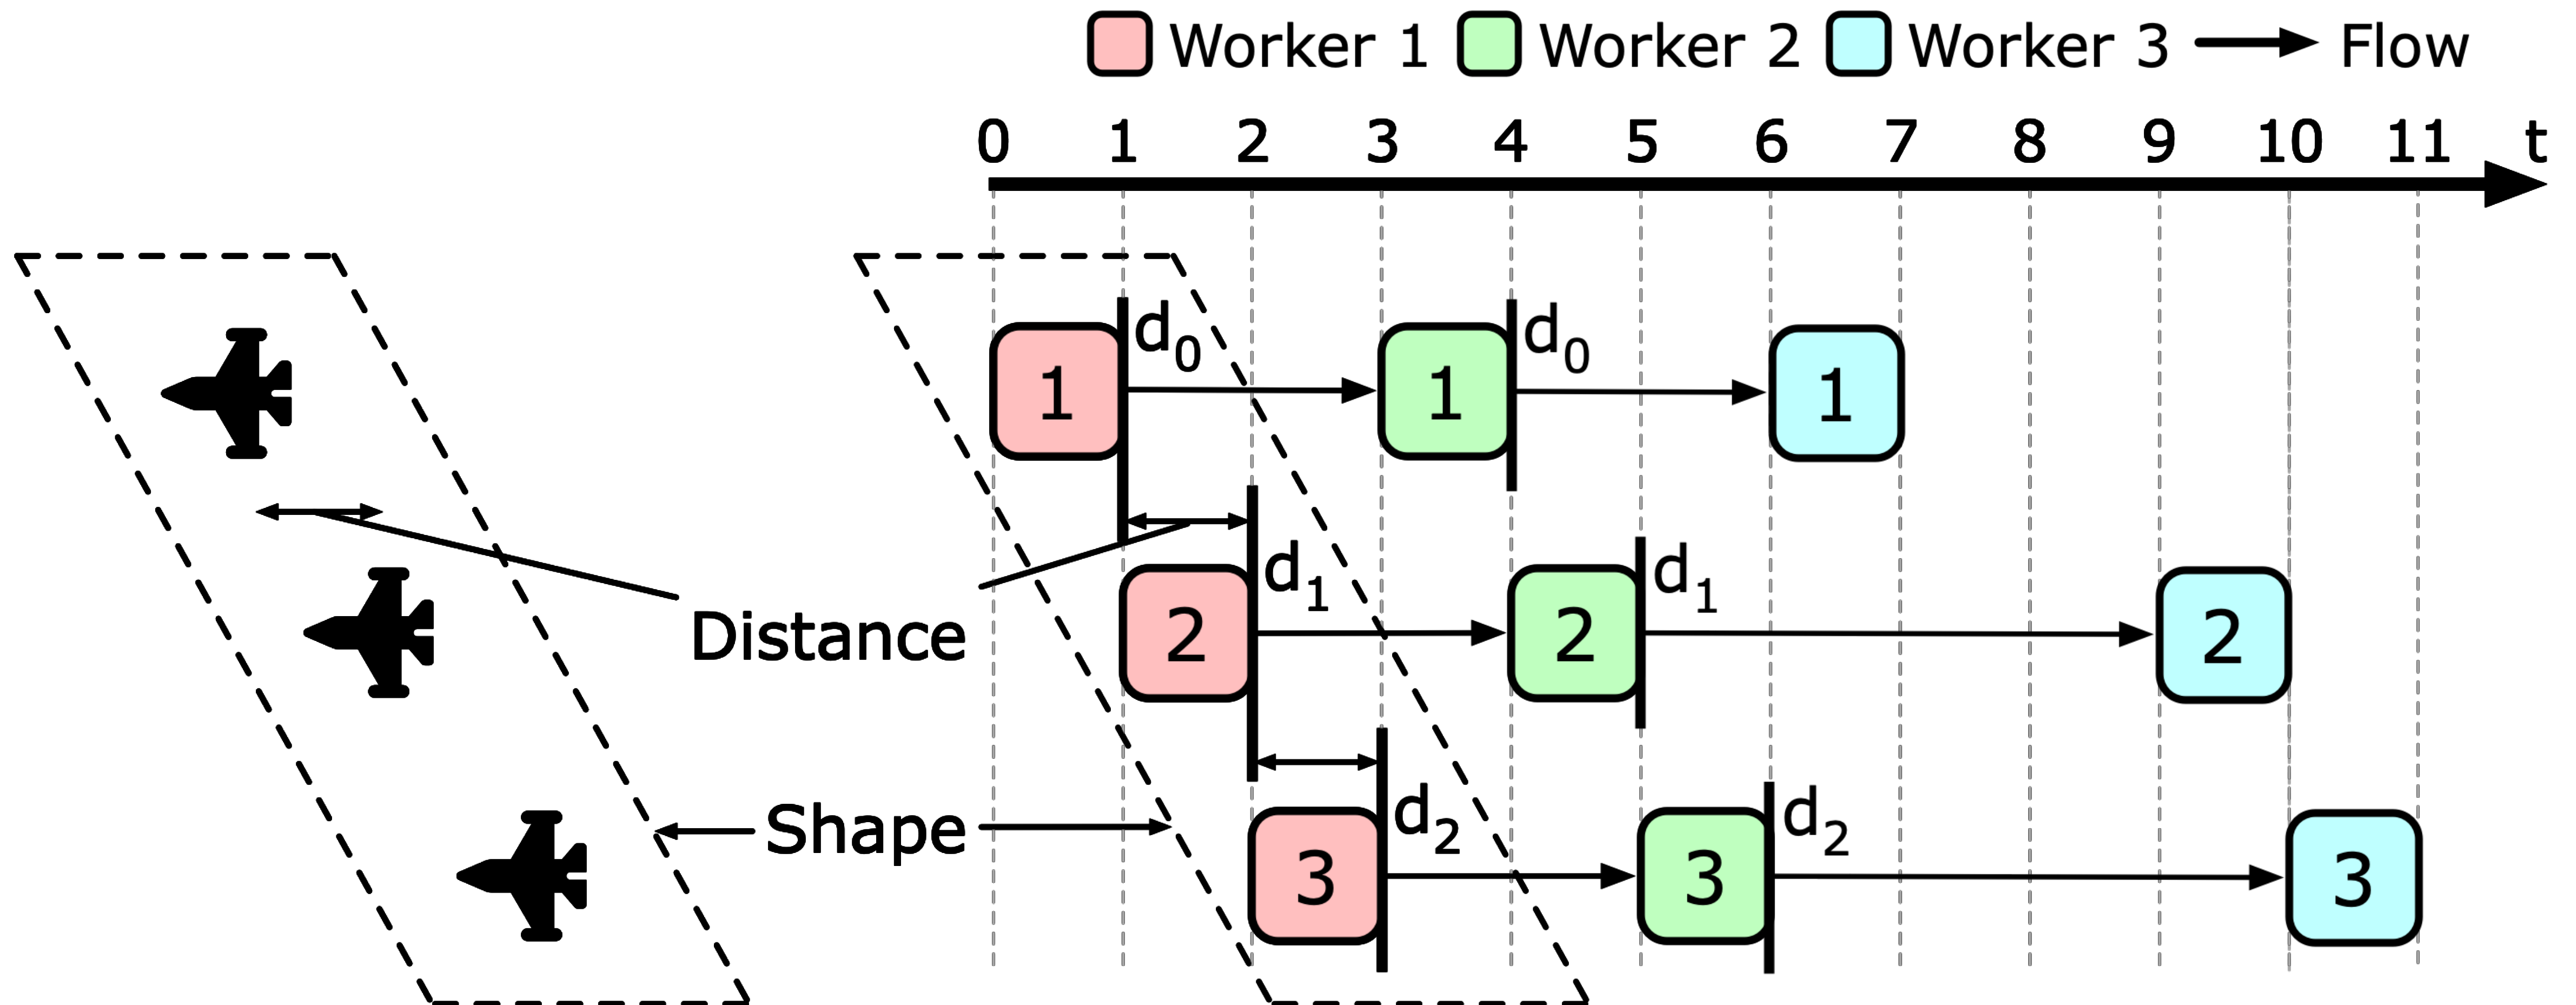 Worker 1 Worker 2 Worker 3 Flow
0 1 2 3 4 5 6 7 8 9 10 11 t
d0 d0
1 1 1
d1 d1
Distance 2 2 2
d2 d2
Shape
3 3 3